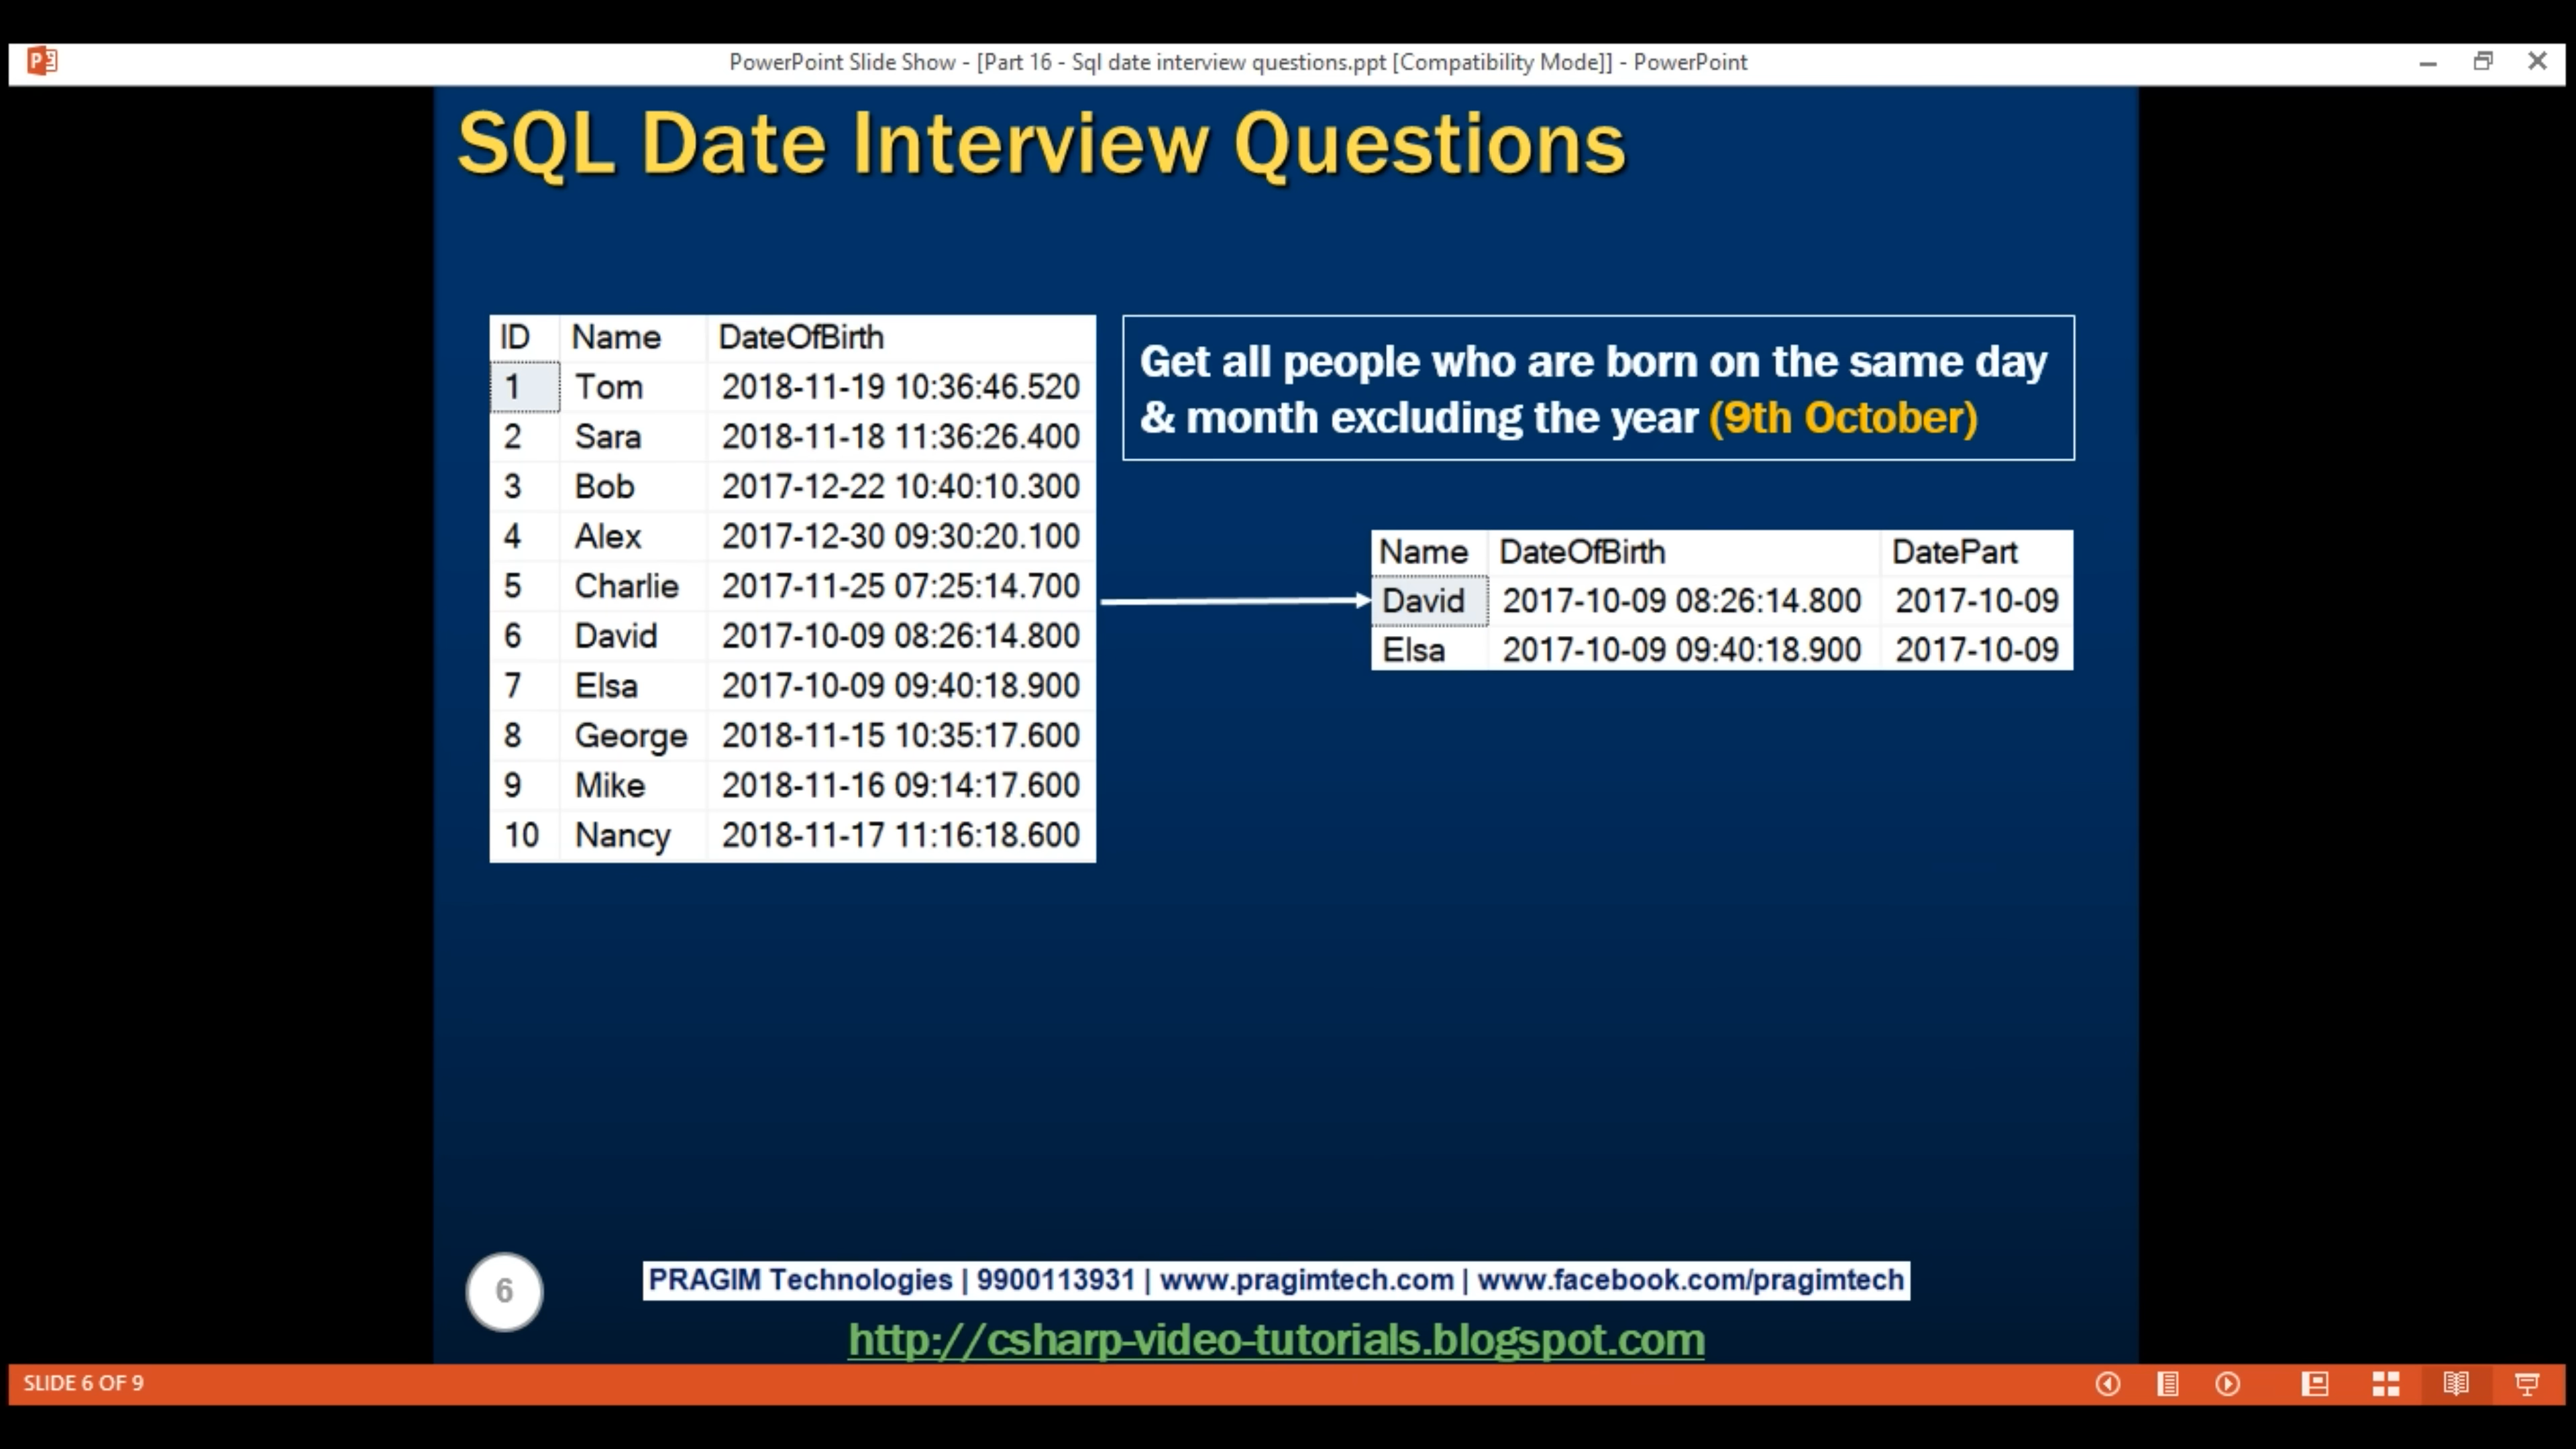 PowerPoint Slide Show - [Part 16 - Sql date interview questions.ppt [Compatibility Mode]] - PowerPoint
SQL Date Interview Questions
ID Name DateOfBirth
1 Tom 2018-11-19 10:36:46.520
2 Sara 2018-11-18 11:36:26.400
3 Bob 2017-12-22 10:40:10.300
4 Alex 2017-12-30 09:30:20.100
5 Charlie 2017-11-25 07:25:14.700
6 David 2017-10-09 08:26:14.800
7 Elsa 2017-10-09 09:40:18.900
8 George 2018-11-15 10:35:17.600
9 Mike 2018-11-16 09:14:17.600
10 Nancy 2018-11-17 11:16:18.600
Get all people who are born on the same day
& month excluding the year (9th October)
Name DateOfBirth DatePart
David 2017-10-09 08:26:14.800 2017-10-09
Elsa 2017-10-09 09:40:18.900 2017-10-09
6
PRAGIM Technologies | 9900113931 | www.pragimtech.com | www.facebook.com/pragimtech
http://csharp-video-tutorials.blogspot.com
SLIDE 6 OF 9